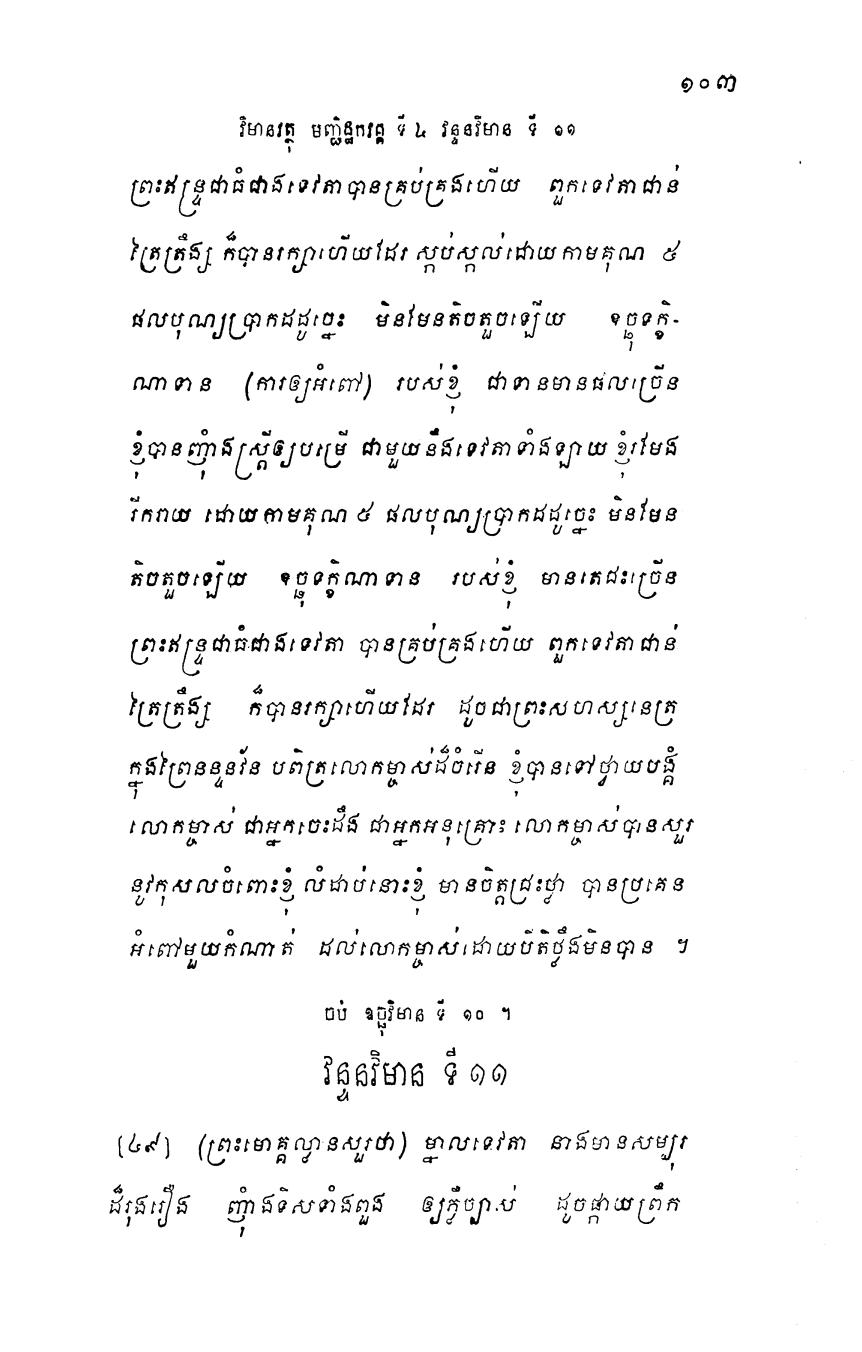 ១០៣
វិមានវត្ថុ មញ្ជិដ្ឋកវគ្គ ទី ៤ វន្ទនវិមាន ទី ១១
ព្រះឥន្ទ្រជាធំជាងទេវតាបានគ្រប់គ្រងហើយ ពួកទេវតាជាន់
ត្រៃត្រឹង្ស ក៏បានរក្សាហើយដែរ ស្កប់ស្កល់ដោយកាមគុណ ៥
ផលបុណ្យប្រាកដដូច្នេះ មិនមែនតិចតួចឡើយ ឧច្ឆុទក្ខិ-
ណាទាន (ការឲ្យអំពៅ) របស់ខ្ញុំ ជាទានមានផលច្រើន
ខ្ញុំបានញុំាងស្ត្រីឲ្យបម្រើ ជាមួយនឹងទេវតាទាំងឡាយ ខ្ញុំរមែង
រីករាយ ដោយកាមគុណ ៥ ផលបុណ្យប្រាកដដូច្នេះ មិនមែន
តិចតួចឡើយ ឧច្ឆុទក្ខិណាទាន របស់ខ្ញុំ មានតេជះច្រើន
ព្រះឥន្ទ្រជាធំជាងទេវតា បានគ្រប់គ្រងហើយ ពួកទេវតាជាន់
ត្រៃត្រឹង្ស ក៏បានរក្សាហើយដែរ ដូចជាព្រះសហស្សនេត្រ
ក្នុងព្រៃនន្ទនវ័ន បពិត្រលោកម្ចាស់ដ៏ចំរើន ខ្ញុំបានទៅថ្វាយបង្គំ
លោកម្ចាស់ ជាអ្នកចេះដឹង ជាអ្នកអនុគ្រោះ លោកម្ចាស់បានសួរ
នូវកុសលចំពោះខ្ញុំ លំដាប់នោះខ្ញុំ មានចិត្តជ្រះថ្លា បានប្រគេន
អំពៅមួយកំណាត់ ដល់លោកម្ចាស់ដោយបីតិថ្លឹងមិនបាន ។
ចប់ ឧច្ឆុវិមាន ទី ១០ ។
វន្ទនវិមាន ទី ១១
[៤៩] (ព្រះមោគ្គល្លានសួរថា) ម្នាលទេវតា នាងមានសម្បុរ
ដ៏រុងរឿង ញុំាងទិសទាំងពួង ឲ្យភ្លឺច្បាស់ ដូចផ្កាយព្រឹក